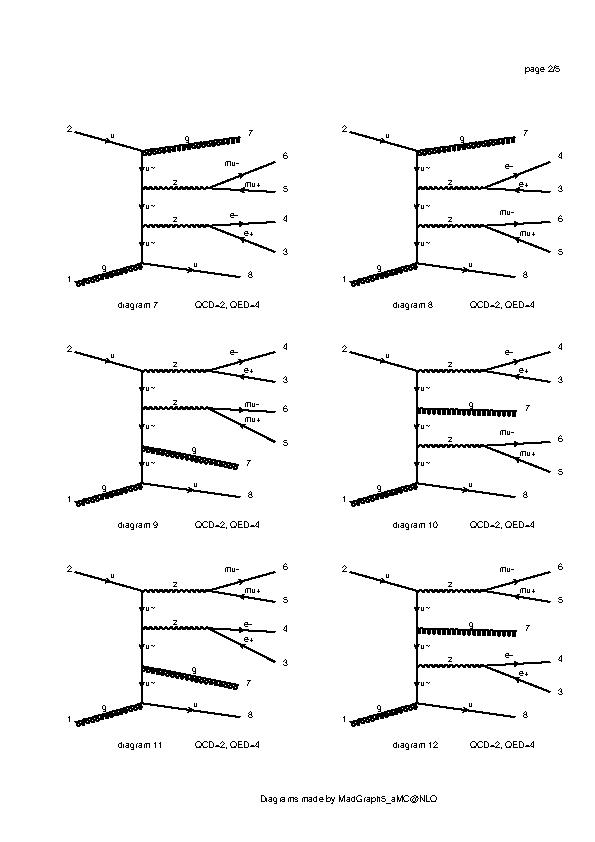 page 2/5
2 u g 7
u~ mu- 6
z mu+ 5
u~ e- 4
z e+ 3
u~
1 g u 8
diagram 7 QCD=2, QED=4
2 u g 7
u~ e- 4
z e+ 3
u~ mu- 6
z mu+ 5
u~
1 g u 8
diagram 8 QCD=2, QED=4
2 u z e- 4
e+ 3
u~ z mu- 6
u~ mu+ 5
g 7
u~
1 g u 8
diagram 9 QCD=2, QED=4
2 u z e- 4
e+ 3
u~ g 7
u~ z mu- 6
mu+ 5
u~
1 g u 8
diagram 10 QCD=2, QED=4
2 u z mu- 6
mu+ 5
u~ z e- 4
u~ e+ 3
g 7
u~
1 g u 8
diagram 11 QCD=2, QED=4
2 u z mu- 6
mu+ 5
u~ g 7
u~ z e- 4
e+ 3
u~
1 g u 8
diagram 12 QCD=2, QED=4
Diagrams made by MadGraph5_aMC@NLO